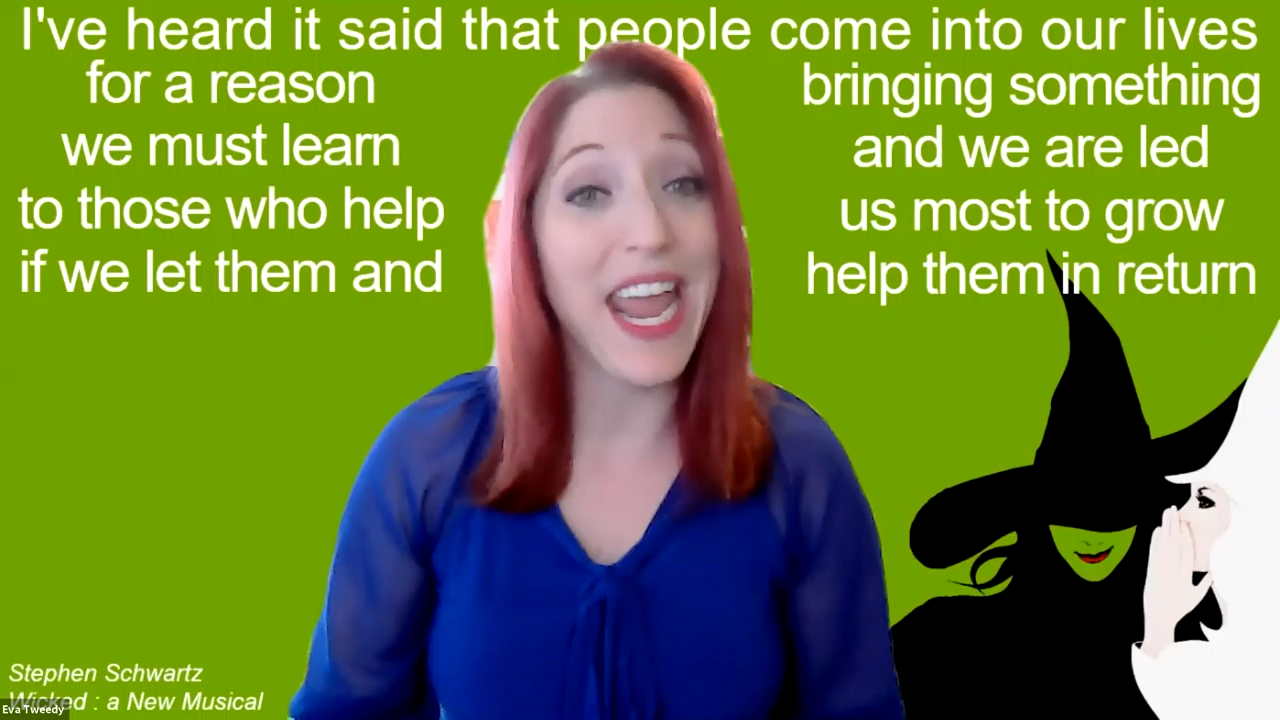 I've heard it said that people come into our lives
for a reason bringing something
we must learn and we are led
to those who help us most to grow
if we let them and help them in return
Stephen Schwartz
Wicked : a New Musical
Eva Tweedy